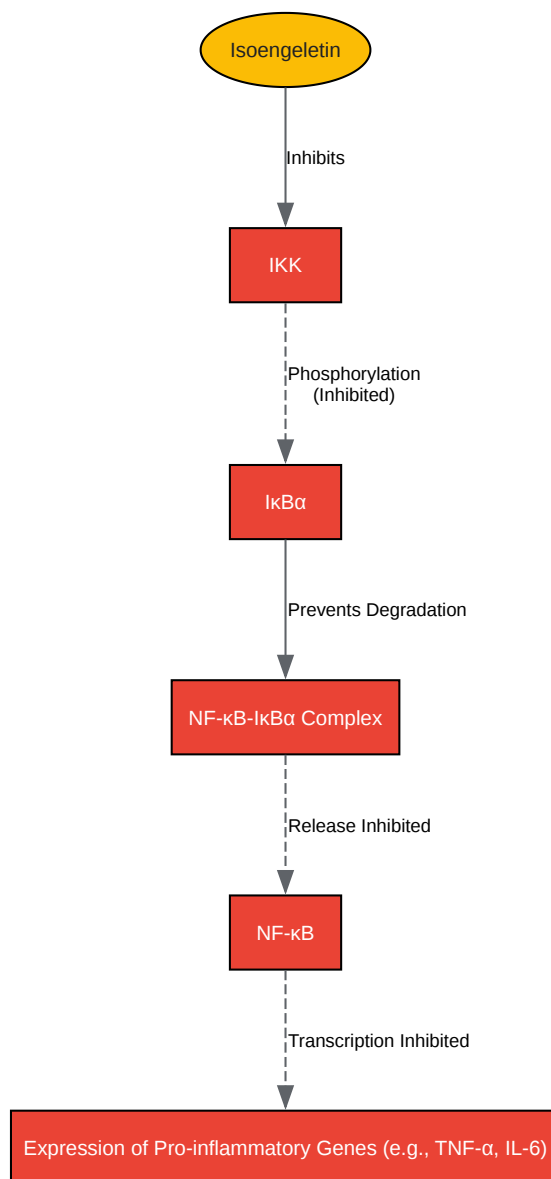 Isoengeletin
Inhibits
IKK
Phosphorylation
(Inhibited)
IκBα
Prevents Degradation
NF-κB-IκBα Complex
Release Inhibited
NF-κB
Transcription Inhibited
Expression of Pro-inflammatory Genes (e.g., TNF-α, IL-6)